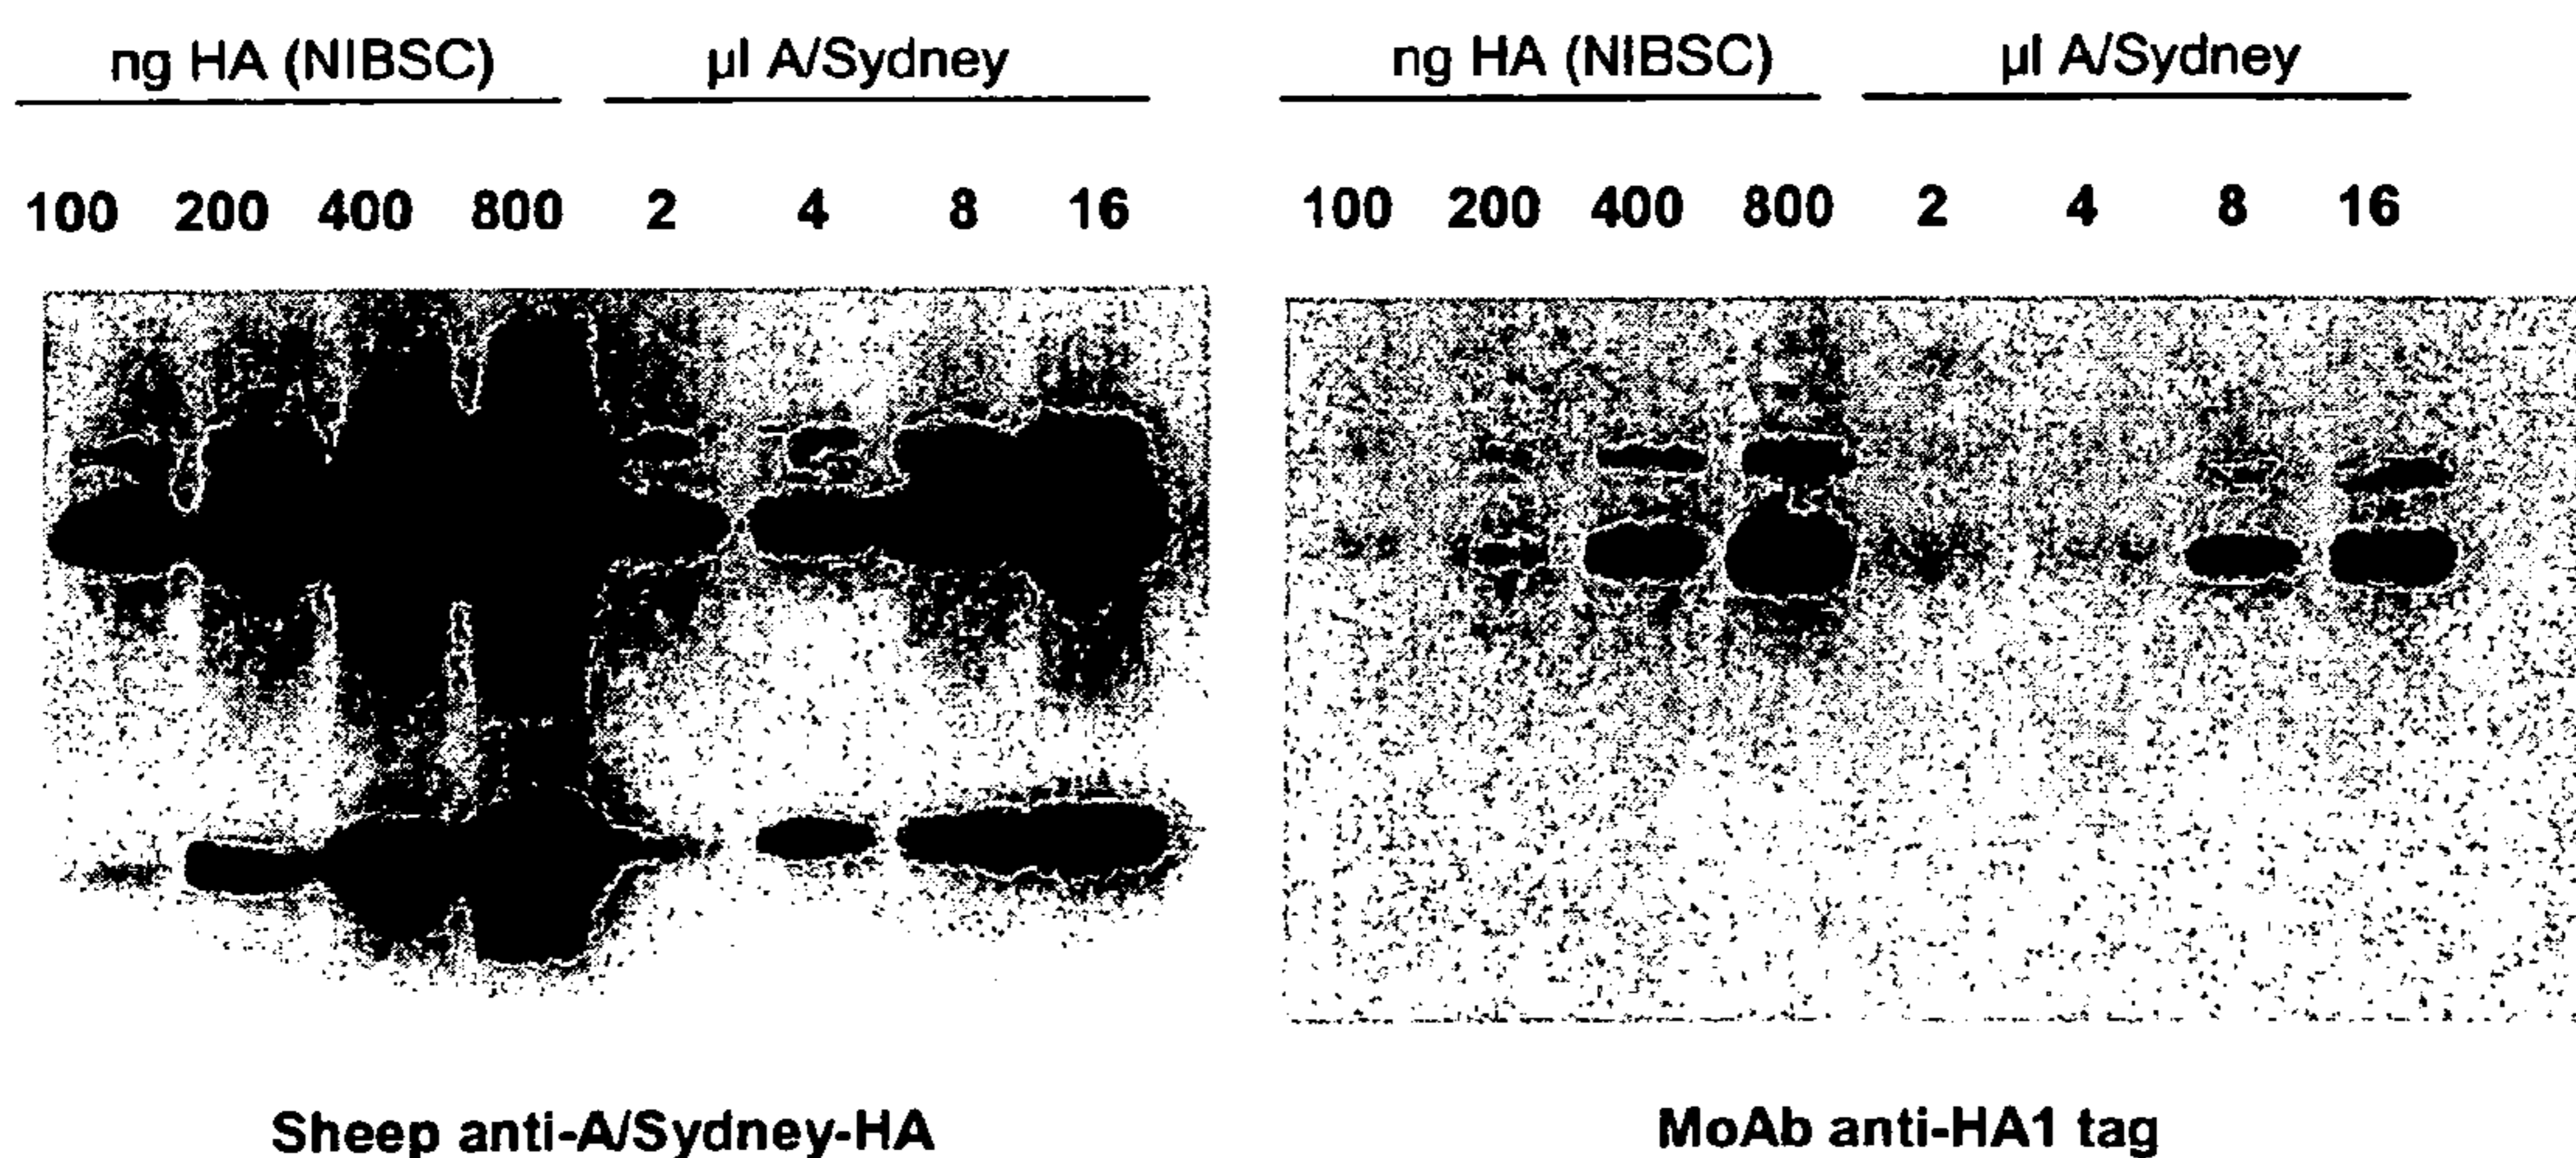 ng HA (NIBSC) µl A/Sydney ng HA (NIBSC) µl A/Sydney
100 200 400 800 2 4 8 16 100 200 400 800 2 4 8 16
Sheep anti-A/Sydney-HA MoAb anti-HA1 tag